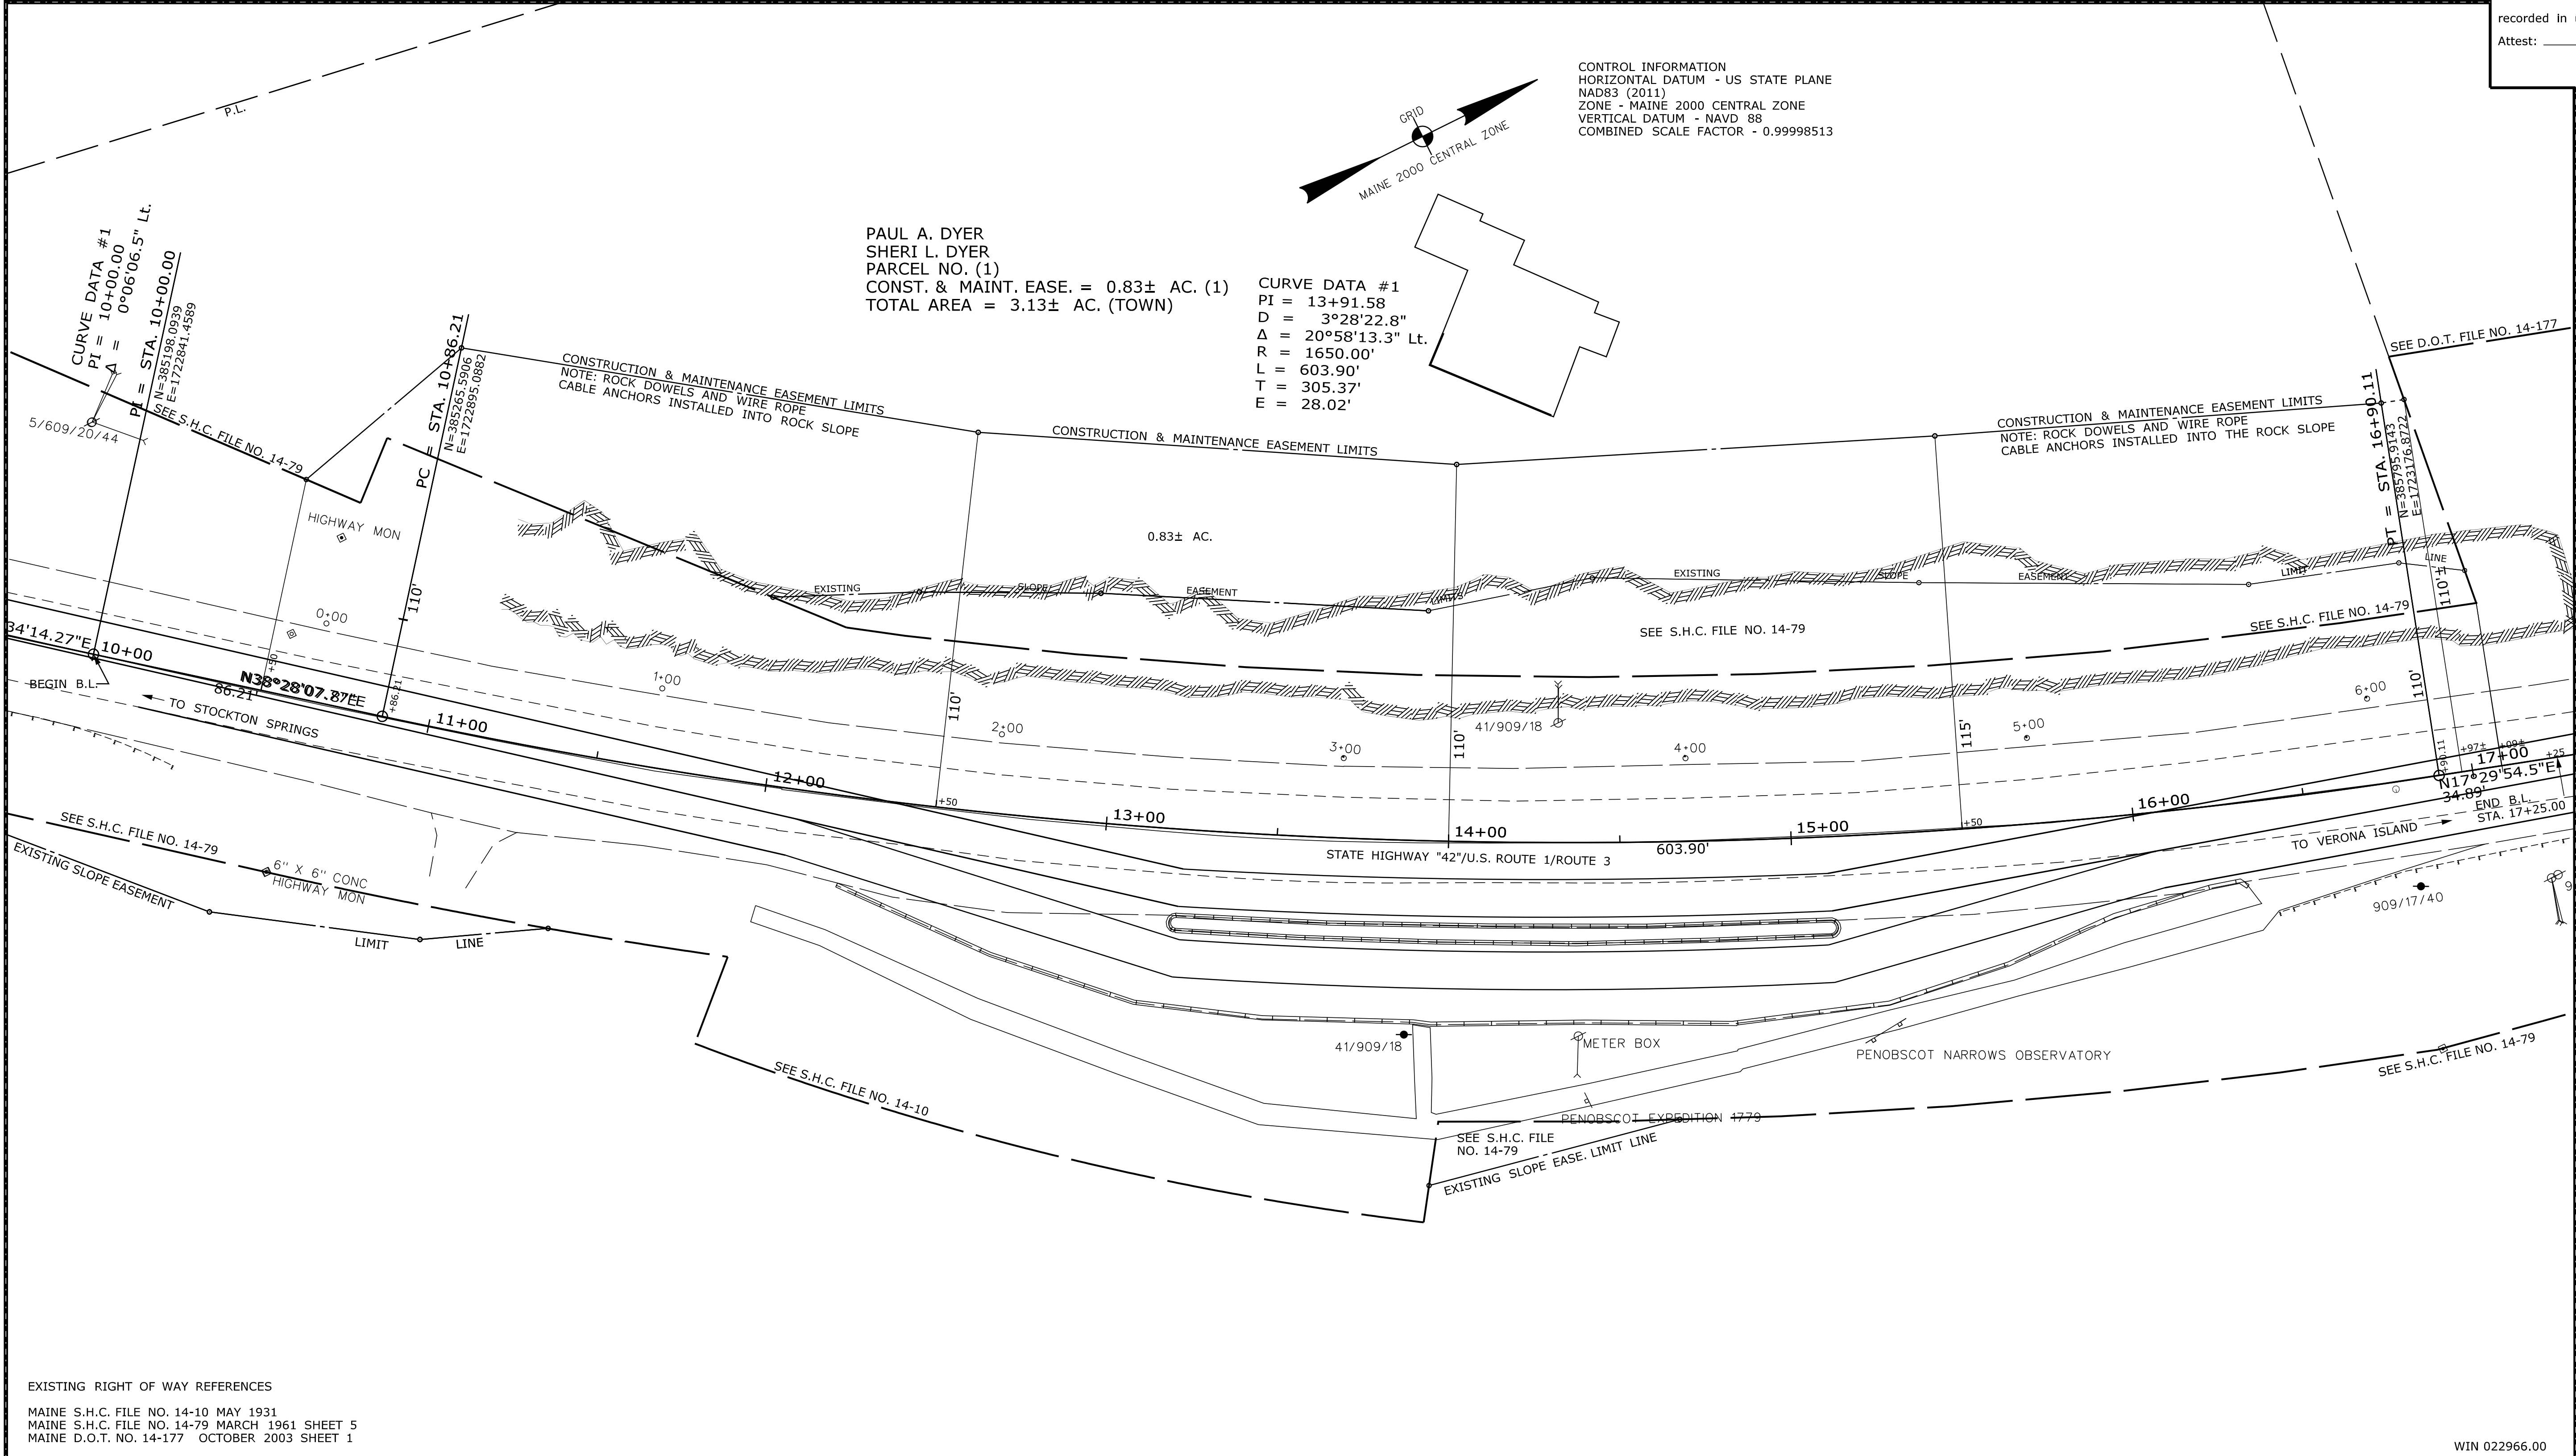 recorded in
Attest:
CONTROL INFORMATION
HORIZONTAL DATUM - US STATE PLANE
NAD83 (2011)
ZONE - MAINE 2000 CENTRAL ZONE
VERTICAL DATUM - NAVD 88
COMBINED SCALE FACTOR - 0.99998513
GRID
MAINE 2000 CENTRAL ZONE
P.L.
PAUL A. DYER
SHERI L. DYER
PARCEL NO. (1)
CONST. & MAINT. EASE. = 0.83± AC. (1)
TOTAL AREA = 3.13± AC. (TOWN)
CURVE DATA #1
PI = 13+91.58
D = 3°28'22.8"
Δ = 20°58'13.3" Lt.
R = 1650.00'
L = 603.90'
T = 305.37'
E = 28.02'
CURVE DATA #1
PI = 10+00.00
Δ = 0°06'06.5" Lt.
PI = STA. 10+00.00
N=385198.0939
E=1722841.4589
5/609/20/44
SEE S.H.C. FILE NO. 14-79
PC = STA. 10+86.21
N=385265.5906
E=1722895.0882
CONSTRUCTION & MAINTENANCE EASEMENT LIMITS
NOTE: ROCK DOWELS AND WIRE ROPE
CABLE ANCHORS INSTALLED INTO ROCK SLOPE
CONSTRUCTION & MAINTENANCE EASEMENT LIMITS
CONSTRUCTION & MAINTENANCE EASEMENT LIMITS
NOTE: ROCK DOWELS AND WIRE ROPE
CABLE ANCHORS INSTALLED INTO THE ROCK SLOPE
SEE D.O.T. FILE NO. 14-177
PT = STA. 16+90.11
N=385795.9143
E=1723176.8722
HIGHWAY MON
0.83± AC.
EXISTING SLOPE EASEMENT LIMITS
EXISTING SLOPE EASEMENT LIMIT LINE
SEE S.H.C. FILE NO. 14-79
SEE S.H.C. FILE NO. 14-79
110'
110'
110'
115'
110'
110'±
0+00
1+00
2+00
3+00
4+00
5+00
6+00
41/909/18
34'14.27"E
10+00
+50
N38°28'07.8"E
86.21'
+86.21
BEGIN B.L.
TO STOCKTON SPRINGS
11+00
12+00
+50
13+00
14+00
15+00
+50
16+00
+90.11
+97±
+09±
17+00
+25
N17°29'54.5"E
34.89'
END B.L.
STA. 17+25.00
603.90'
STATE HIGHWAY "42"/U.S. ROUTE 1/ROUTE 3
TO VERONA ISLAND
SEE S.H.C. FILE NO. 14-79
6" X 6" CONC
HIGHWAY MON
EXISTING SLOPE EASEMENT
LIMIT LINE
909/17/40
41/909/18
METER BOX
PENOBSCOT NARROWS OBSERVATORY
SEE S.H.C. FILE NO. 14-10
PENOBSCOT EXPEDITION 1779
SEE S.H.C. FILE
NO. 14-79
EXISTING SLOPE EASE. LIMIT LINE
SEE S.H.C. FILE NO. 14-79
EXISTING RIGHT OF WAY REFERENCES
MAINE S.H.C. FILE NO. 14-10 MAY 1931
MAINE S.H.C. FILE NO. 14-79 MARCH 1961 SHEET 5
MAINE D.O.T. NO. 14-177 OCTOBER 2003 SHEET 1
WIN 022966.00